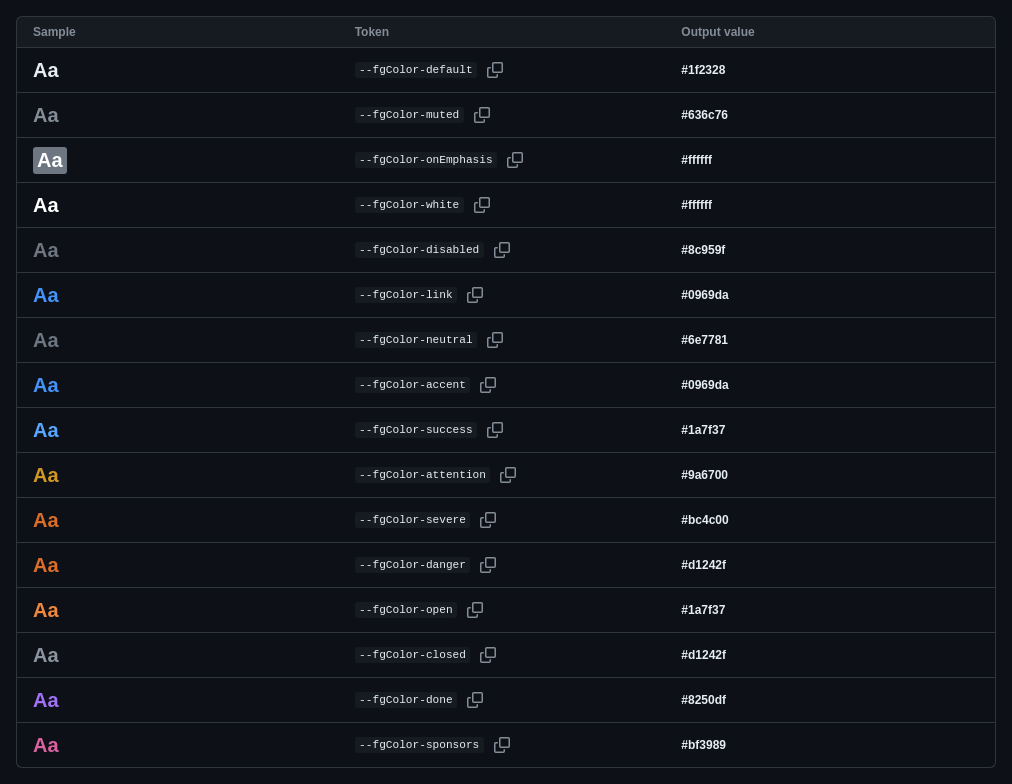 Sample Token Output value
Aa --fgColor-default #1f2328
Aa --fgColor-muted #636c76
Aa --fgColor-onEmphasis #ffffff
Aa --fgColor-white #ffffff
Aa --fgColor-disabled #8c959f
Aa --fgColor-link #0969da
Aa --fgColor-neutral #6e7781
Aa --fgColor-accent #0969da
Aa --fgColor-success #1a7f37
Aa --fgColor-attention #9a6700
Aa --fgColor-severe #bc4c00
Aa --fgColor-danger #d1242f
Aa --fgColor-open #1a7f37
Aa --fgColor-closed #d1242f
Aa --fgColor-done #8250df
Aa --fgColor-sponsors #bf3989